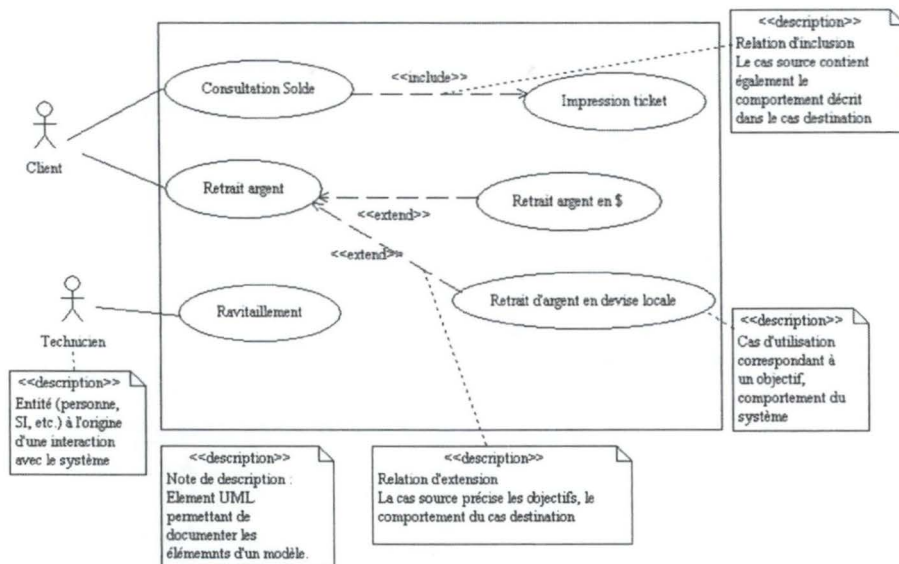 <<description>>
Relation d'inclusion
Le cas source contient
également le
comportement décrit
dans le cas destination
<<include>>
Consultation Solde
Impression ticket
Client
Retrait argent
Retrait argent en $
<<extend>>
<<extend>>
Retrait d'argent en devise locale
Ravitaillement
Technicien
<<description>>
Cas d'utilisation
correspondant à
un objectif,
comportement du
système
<<description>>
Entité (personne,
SI, etc.) à l'origine
d'une interaction
avec le système
<<description>>
Note de description :
Element UML
permettant de
documenter les
élémemnts d'un modèle.
<<description>>
Relation d'extension
La cas source précise les objectifs, le
comportement du cas destination